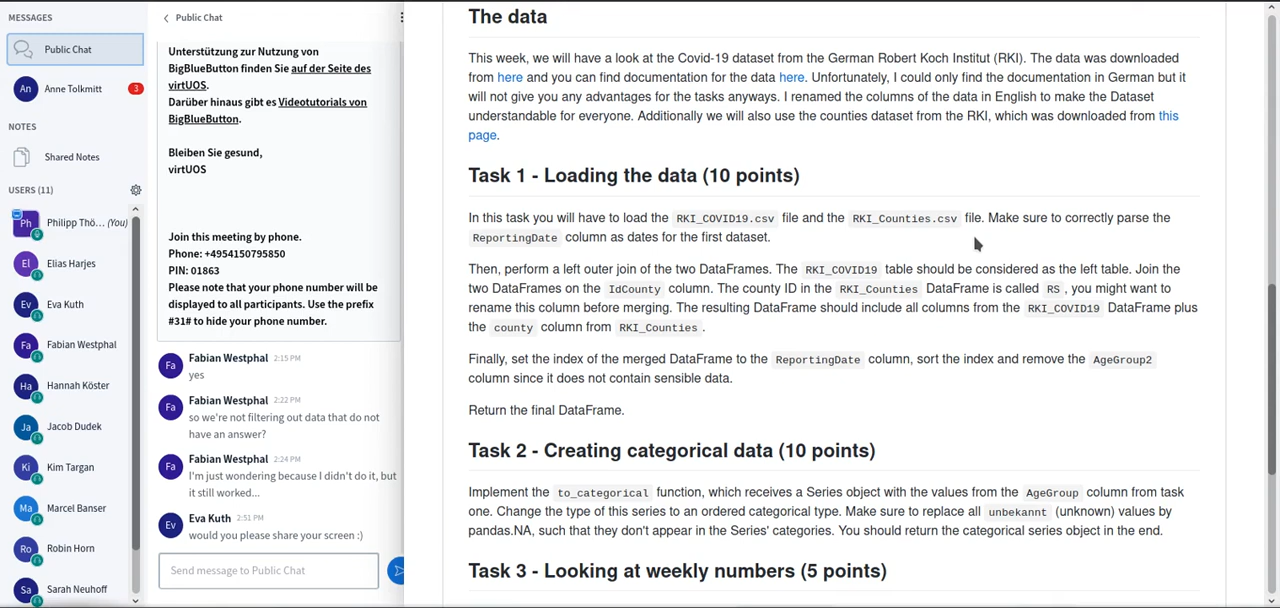 MESSAGES
Public Chat
An
Anne Tolkmitt
3
NOTES
Shared Notes
USERS (11)
Ph
Philipp Thö... (You)
El
Elias Harjes
Ev
Eva Kuth
Fa
Fabian Westphal
Ha
Hannah Köster
Ja
Jacob Dudek
Ki
Kim Targan
Ma
Marcel Banser
Ro
Robin Horn
Sa
Sarah Neuhoff
Public Chat
Unterstützung zur Nutzung von
BigBlueButton finden Sie auf der Seite des
virtUOS.
Darüber hinaus gibt es Videotutorials von
BigBlueButton.
Bleiben Sie gesund,
virtUOS
Join this meeting by phone.
Phone: +4954150795850
PIN: 01863
Please note that your phone number will be
displayed to all participants. Use the prefix
#31# to hide your phone number.
Fa
Fabian Westphal 2:15 PM
yes
Fa
Fabian Westphal 2:22 PM
so we're not filtering out data that do not
have an answer?
Fa
Fabian Westphal 2:24 PM
I'm just wondering because I didn't do it, but
it still worked...
Ev
Eva Kuth 2:51 PM
would you please share your screen :)
Send message to Public Chat
The data
This week, we will have a look at the Covid-19 dataset from the German Robert Koch Institut (RKI). The data was downloaded
from here and you can find documentation for the data here. Unfortunately, I could only find the documentation in German but it
will not give you any advantages for the tasks anyways. I renamed the columns of the data in English to make the Dataset
understandable for everyone. Additionally we will also use the counties dataset from the RKI, which was downloaded from this
page.
Task 1 - Loading the data (10 points)
In this task you will have to load the RKI_COVID19.csv file and the RKI_Counties.csv file. Make sure to correctly parse the
ReportingDate column as dates for the first dataset.
Then, perform a left outer join of the two DataFrames. The RKI_COVID19 table should be considered as the left table. Join the
two DataFrames on the IdCounty column. The county ID in the RKI_Counties DataFrame is called RS , you might want to
rename this column before merging. The resulting DataFrame should include all columns from the RKI_COVID19 DataFrame plus
the county column from RKI_Counties .
Finally, set the index of the merged DataFrame to the ReportingDate column, sort the index and remove the AgeGroup2
column since it does not contain sensible data.
Return the final DataFrame.
Task 2 - Creating categorical data (10 points)
Implement the to_categorical function, which receives a Series object with the values from the AgeGroup column from task
one. Change the type of this series to an ordered categorical type. Make sure to replace all unbekannt (unknown) values by
pandas.NA, such that they don't appear in the Series' categories. You should return the categorical series object in the end.
Task 3 - Looking at weekly numbers (5 points)